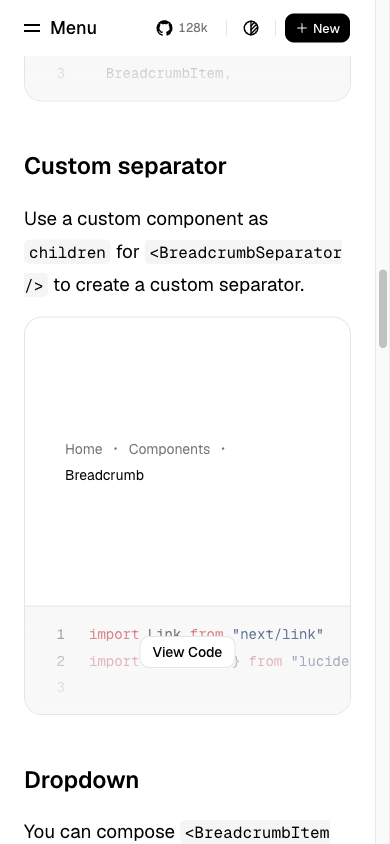 Menu 128k + New
3 BreadcrumbItem,
Custom separator
Use a custom component as
children for <BreadcrumbSeparator
/> to create a custom separator.
Home · Components ·
Breadcrumb
1 import Link from "next/link"
2 import } from "lucide
View Code
3
Dropdown
You can compose <BreadcrumbItem